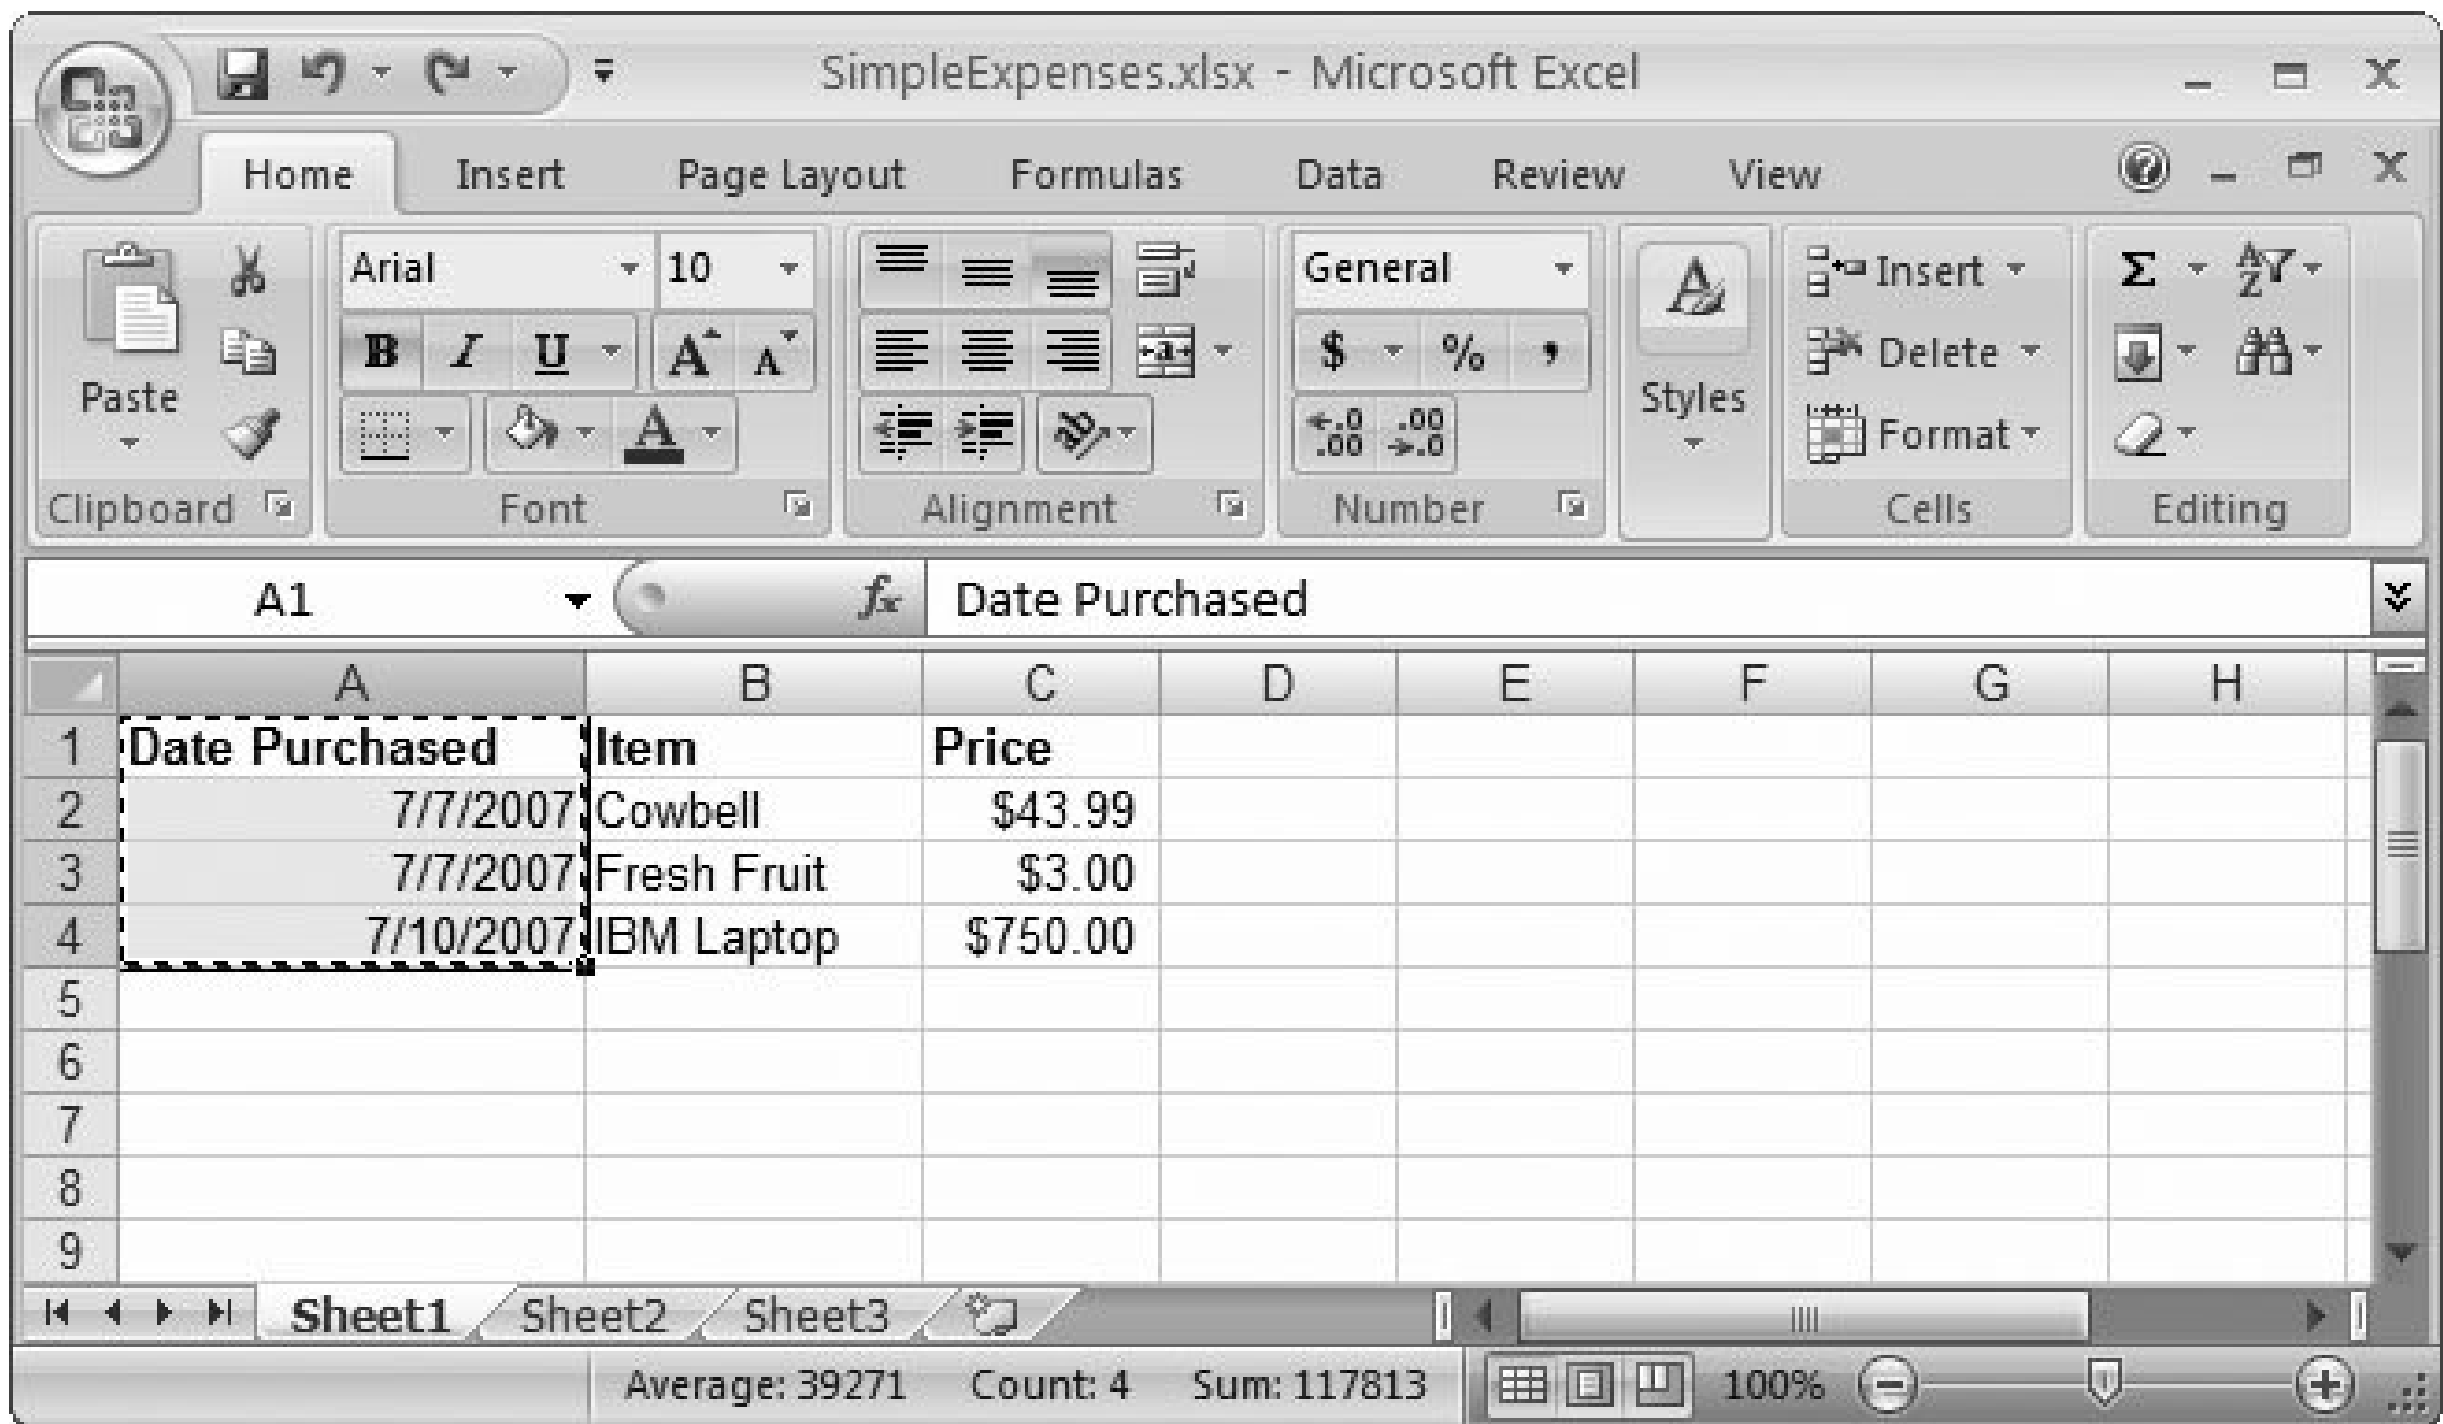 SimpleExpenses.xlsx - Microsoft Excel
Home Insert Page Layout Formulas Data Review View
Arial 10 General Insert
B I U A A $ % , Delete
Paste Styles Format
Clipboard Font Alignment Number Cells Editing
A1 fx Date Purchased
A B C D E F G H
1 Date Purchased Item Price
2 7/7/2007 Cowbell $43.99
3 7/7/2007 Fresh Fruit $3.00
4 7/10/2007 IBM Laptop $750.00
5
6
7
8
9
Sheet1 Sheet2 Sheet3
Average: 39271 Count: 4 Sum: 117813 100%